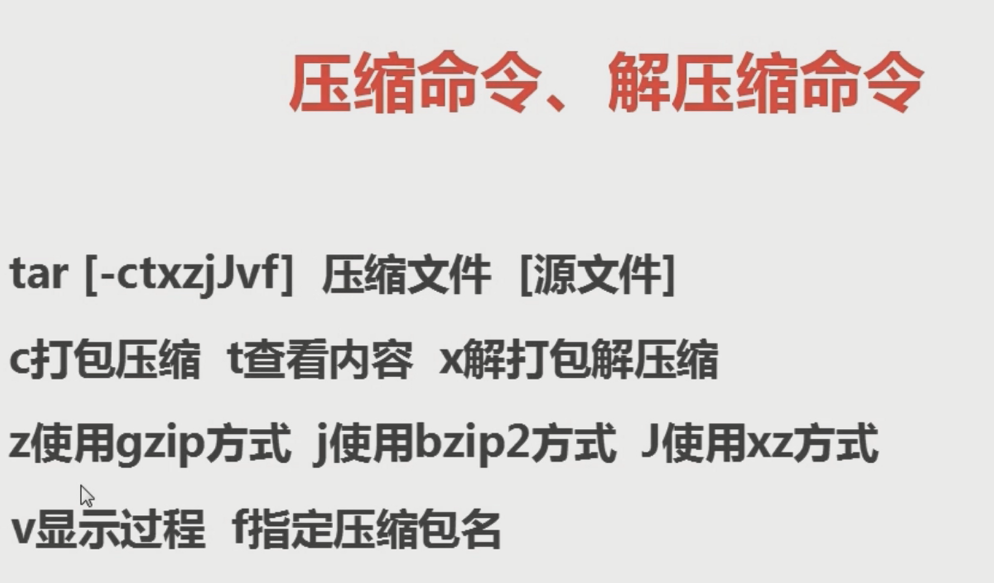 压缩命令、解压缩命令
tar [-ctxzjJvf] 压缩文件 [源文件]
c打包压缩 t查看内容 x解打包解压缩
z使用gzip方式 j使用bzip2方式 J使用xz方式
v显示过程 f指定压缩包名